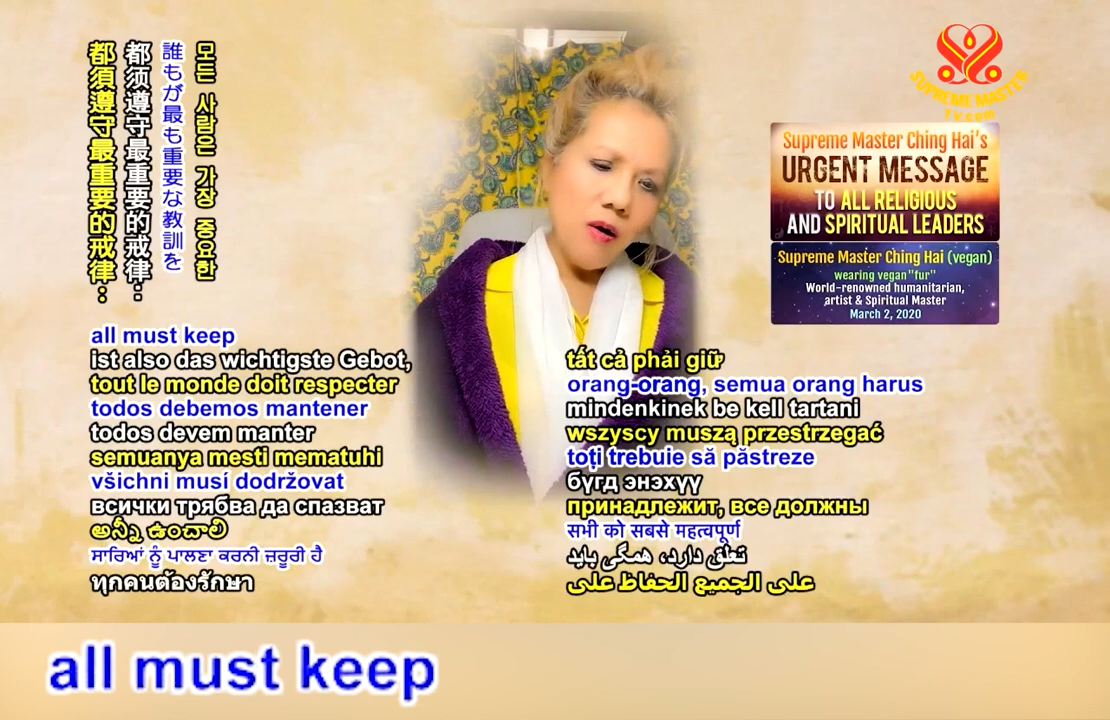 都須遵守最重要的戒律：
都须遵守最重要的戒律：
誰もが最も重要な教訓を
모든 사람은 가장 중요한
SUPREME MASTER
TV.COM
Supreme Master Ching Hai's
URGENT MESSAGE
TO ALL RELIGIOUS
AND SPIRITUAL LEADERS
Supreme Master Ching Hai (vegan)
wearing vegan "fur"
World-renowned humanitarian,
artist & Spiritual Master
March 2, 2020
all must keep
ist also das wichtigste Gebot,
tout le monde doit respecter
todos debemos mantener
todos devem manter
semuanya mesti mematuhi
všichni musí dodržovat
всички трябва да спазват
అన్నీ ఉంచాలి
ਸਾਰਿਆਂ ਨੂੰ ਪਾਲਣਾ ਕਰਨੀ ਜ਼ਰੂਰੀ ਹੈ
ทุกคนต้องรักษา
tất cả phải giữ
orang-orang, semua orang harus
mindenkinek be kell tartani
wszyscy muszą przestrzegać
toți trebuie să păstreze
бүгд энэхүү
принадлежит, все должны
सभी को सबसे महत्वपूर्ण
تعلّق دارد، همگی باید
على الجميع الحفاظ على
all must keep